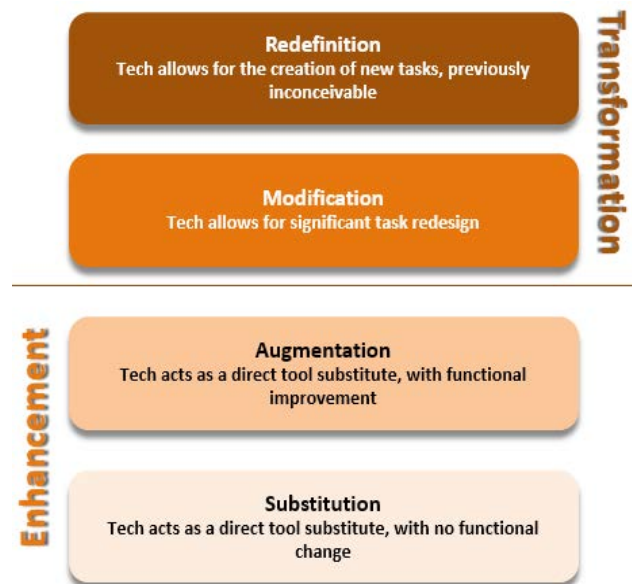 Redefinition
Tech allows for the creation of new tasks, previously
inconceivable
Transformation
Modification
Tech allows for significant task redesign
Enhancement
Augmentation
Tech acts as a direct tool substitute, with functional
improvement
Substitution
Tech acts as a direct tool substitute, with no functional
change